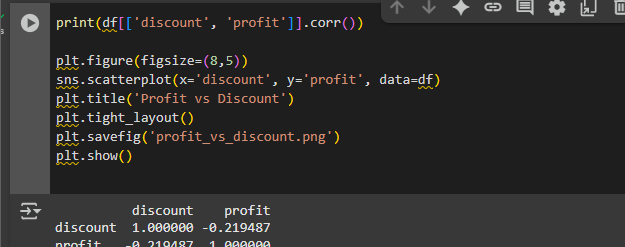 print(df[['discount', 'profit']].corr())
plt.figure(figsize=(8,5))
sns.scatterplot(x='discount', y='profit', data=df)
plt.title('Profit vs Discount')
plt.tight_layout()
plt.savefig('profit_vs_discount.png')
plt.show()
discount profit
discount 1.000000 -0.219487
profit -0.219487 1.000000